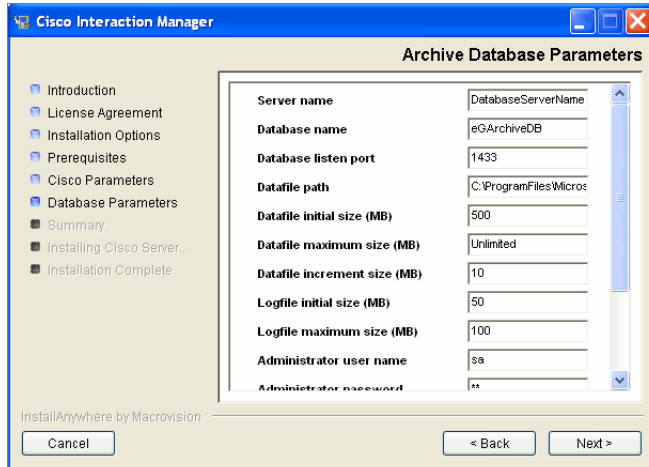 Cisco Interaction Manager
Archive Database Parameters
Introduction
License Agreement
Installation Options
Prerequisites
Cisco Parameters
Database Parameters
Summary
Installing Cisco Server...
Installation Complete
Server name DatabaseServerName
Database name eGArchiveDB
Database listen port 1433
Datafile path C:\ProgramFiles\Micros
Datafile initial size (MB) 500
Datafile maximum size (MB) Unlimited
Datafile increment size (MB) 10
Logfile initial size (MB) 50
Logfile maximum size (MB) 100
Administrator user name sa
Administrator password **
InstallAnywhere by Macrovision
Cancel
< Back
Next >